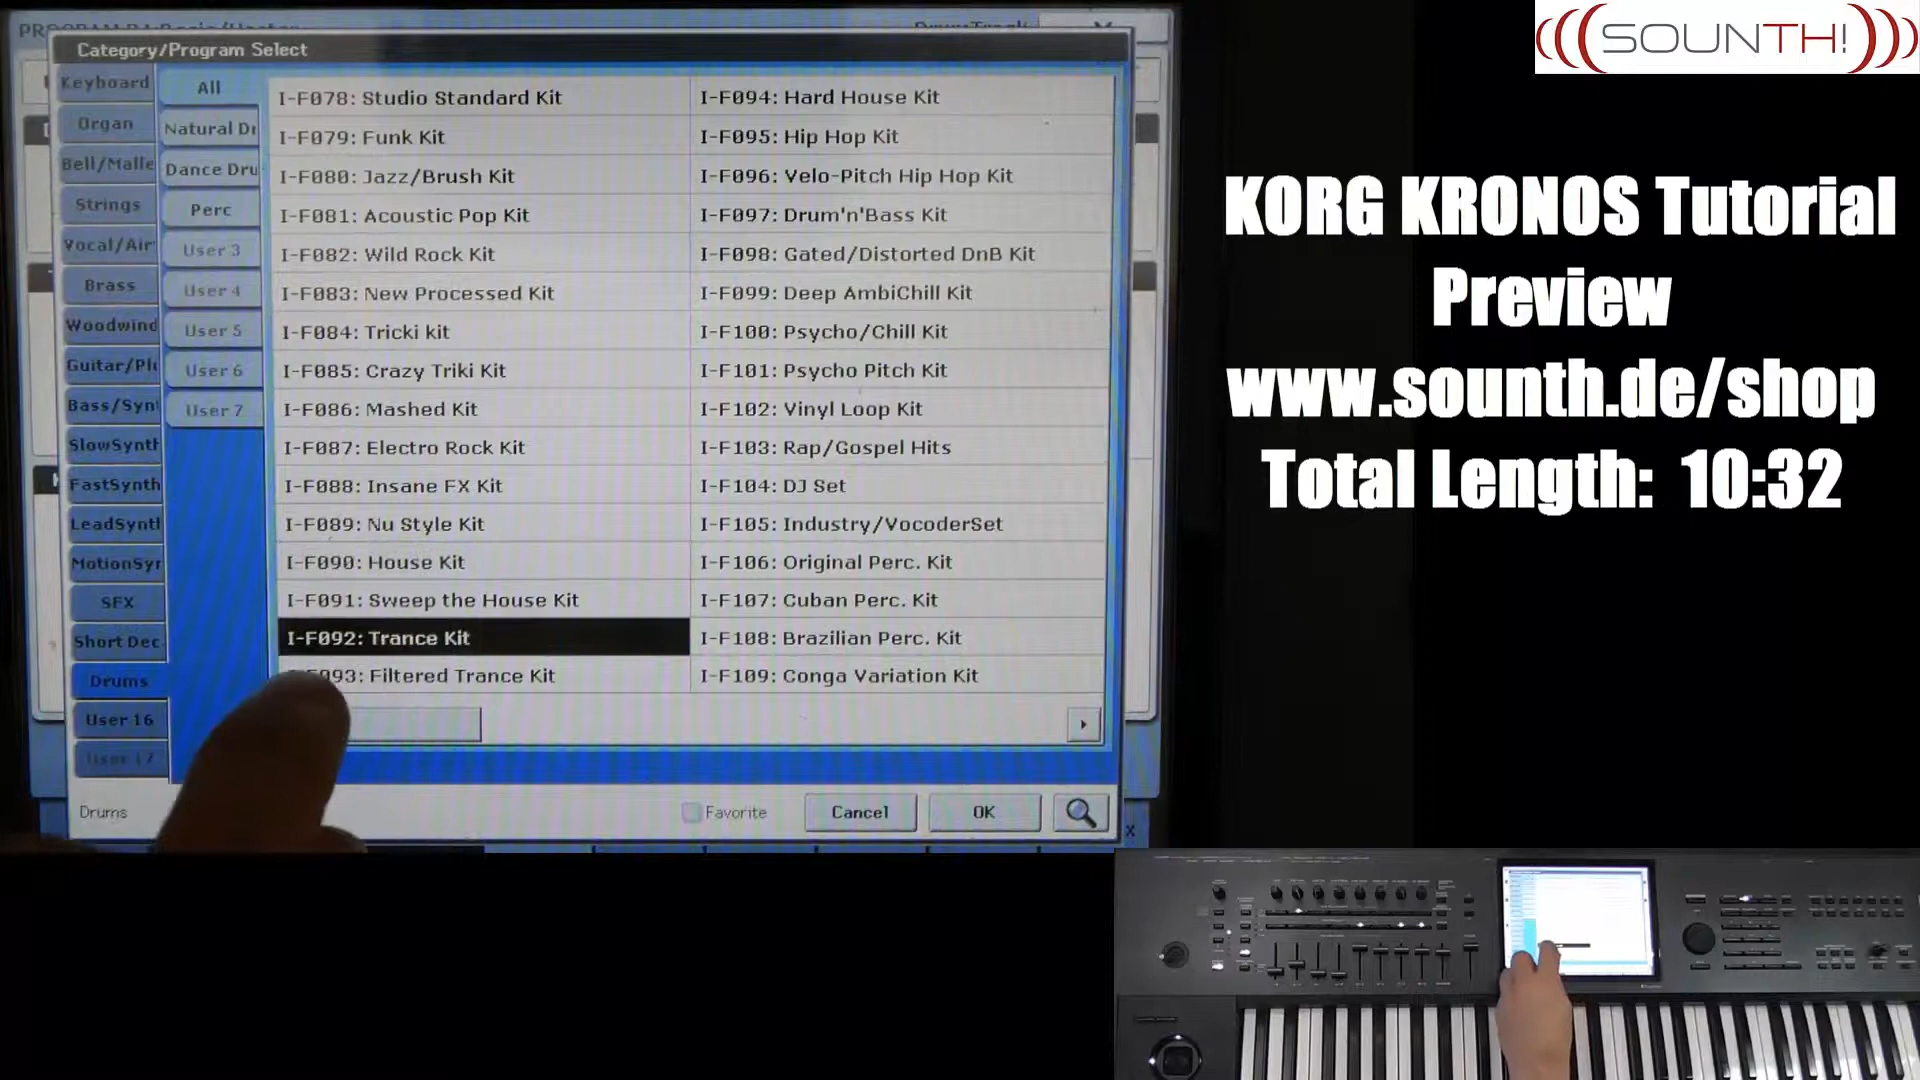 Category/Program Select
Keyboard
Organ
Bell/Malle
Strings
Vocal/Air
Brass
Woodwind
Guitar/Plu
Bass/Synt
SlowSynth
FastSynth
LeadSynth
MotionSyn
SFX
Short Dec
Drums
User 16
User 17
All
Natural Dr
Dance Dru
Perc
User 3
User 4
User 5
User 6
User 7
I-F078: Studio Standard Kit
I-F079: Funk Kit
I-F080: Jazz/Brush Kit
I-F081: Acoustic Pop Kit
I-F082: Wild Rock Kit
I-F083: New Processed Kit
I-F084: Tricki kit
I-F085: Crazy Triki Kit
I-F086: Mashed Kit
I-F087: Electro Rock Kit
I-F088: Insane FX Kit
I-F089: Nu Style Kit
I-F090: House Kit
I-F091: Sweep the House Kit
I-F092: Trance Kit
093: Filtered Trance Kit
I-F094: Hard House Kit
I-F095: Hip Hop Kit
I-F096: Velo-Pitch Hip Hop Kit
I-F097: Drum'n'Bass Kit
I-F098: Gated/Distorted DnB Kit
I-F099: Deep AmbiChill Kit
I-F100: Psycho/Chill Kit
I-F101: Psycho Pitch Kit
I-F102: Vinyl Loop Kit
I-F103: Rap/Gospel Hits
I-F104: DJ Set
I-F105: Industry/VocoderSet
I-F106: Original Perc. Kit
I-F107: Cuban Perc. Kit
I-F108: Brazilian Perc. Kit
I-F109: Conga Variation Kit
Drums
Favorite
Cancel
OK
SOUNTH!
KORG KRONOS Tutorial
Preview
www.sounth.de/shop
Total Length: 10:32